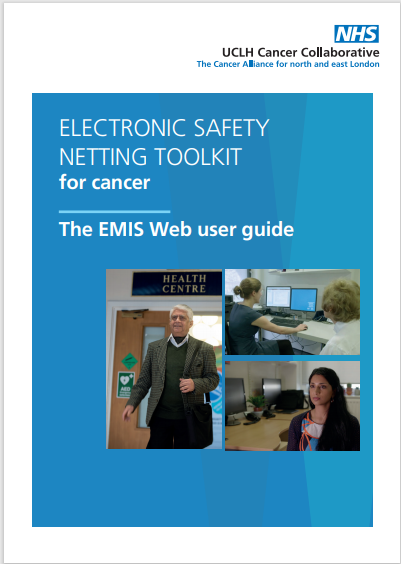 NHS
UCLH Cancer Collaborative
The Cancer Alliance for north and east London
ELECTRONIC SAFETY
NETTING TOOLKIT
for cancer
The EMIS Web user guide
HEALTH
CENTRE
AED